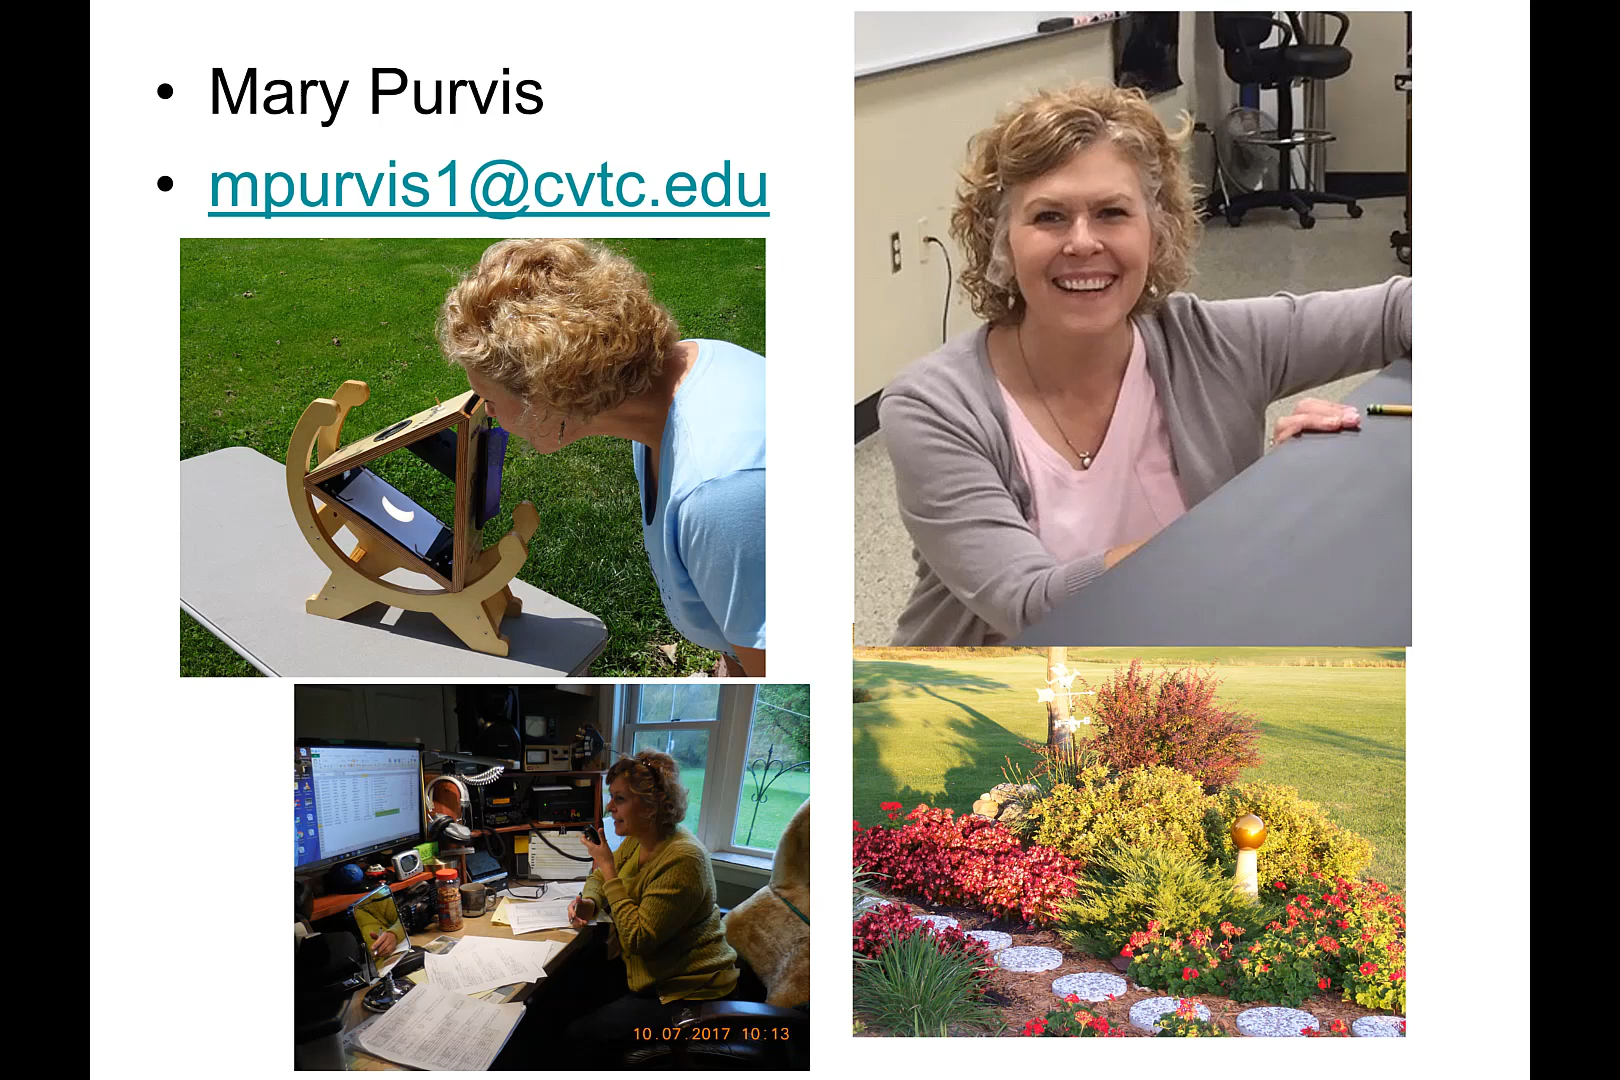 • Mary Purvis
• mpurvis1@cvtc.edu
10.07.2017 10:13